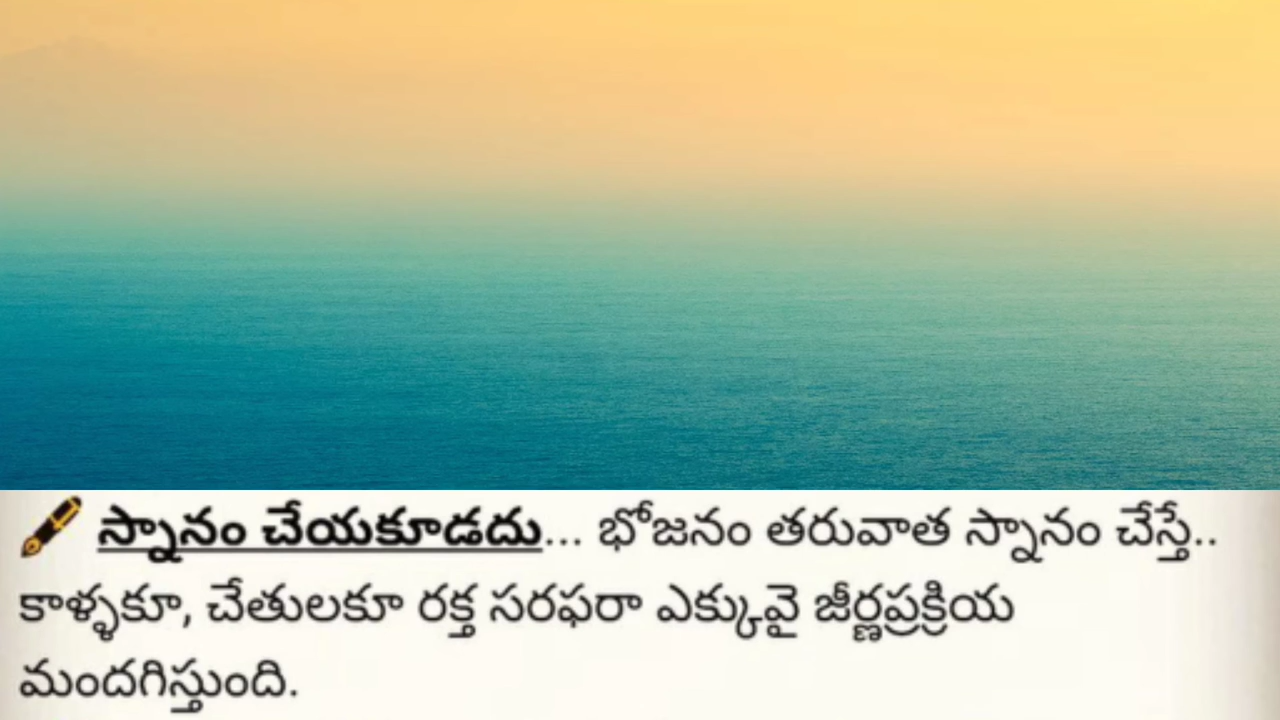 స్నానం చేయకూడదు... భోజనం తరువాత స్నానం చేస్తే..
కాళ్ళకూ, చేతులకూ రక్త సరఫరా ఎక్కువై జీర్ణప్రక్రియ
మందగిస్తుంది.